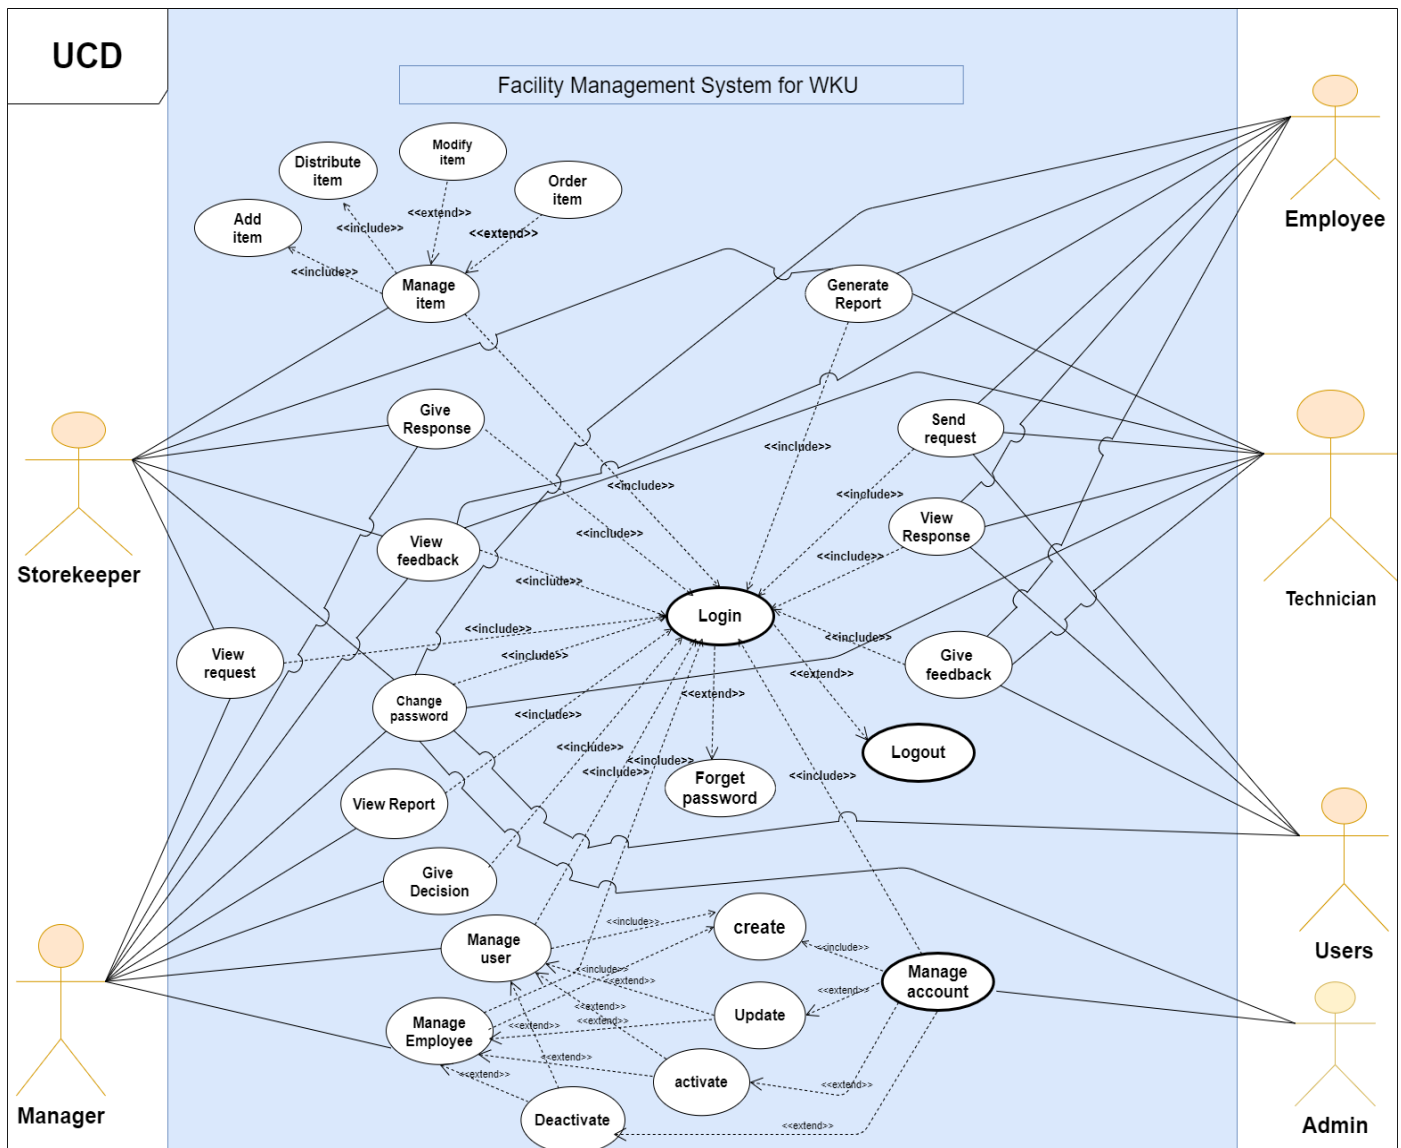 UCD
Facility Management System for WKU
Modify
item
Distribute
item
Order
item
Add
item
<<extend>>
<<include>>
<<extend>>
<<include>>
Manage
item
Generate
Report
Employee
Give
Response
Send
request
<<include>>
<<include>>
<<include>>
View
feedback
View
Response
<<include>>
<<include>>
<<include>>
Storekeeper
Technician
Login
<<include>>
<<include>>
<<include>>
View
request
Give
feedback
<<extend>>
<<extend>>
Change
password
<<include>>
<<include>>
<<include>>
<<include>>
<<include>>
Logout
Forget
password
View Report
Give
Decision
Users
<<include>>
create
<<include>>
Manage
user
<<include>>
<<extend>>
Manage
account
<<extend>>
<<extend>>
<<extend>>
<<extend>>
Update
Manage
Employee
<<extend>>
<<extend>>
activate
<<extend>>
Deactivate
<<extend>>
Manager
Admin